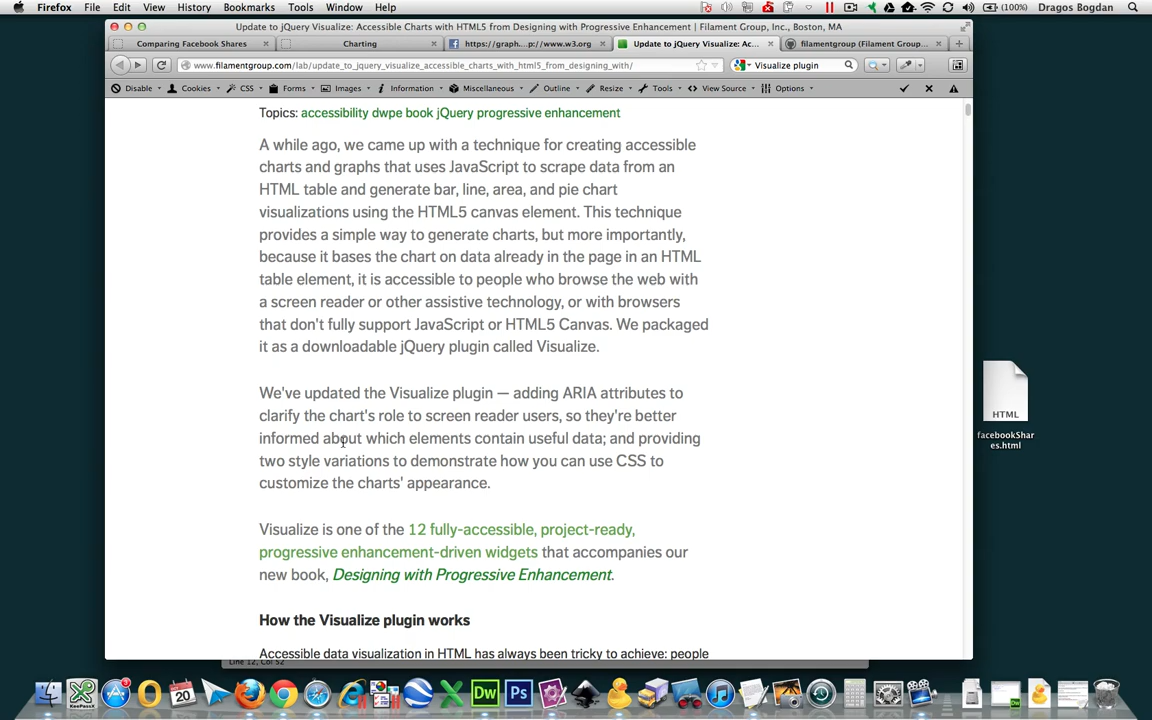 Firefox File Edit View History Bookmarks Tools Window Help (100%) Dragos Bogdan
Update to jQuery Visualize: Accessible Charts with HTML5 from Designing with Progressive Enhancement | Filament Group, Inc., Boston, MA
Comparing Facebook Shares × Charting × https://graph....p://www.w3.org × Update to jQuery Visualize: Ac... × filamentgroup (Filament Group,... × +
www.filamentgroup.com/lab/update_to_jquery_visualize_accessible_charts_with_html5_from_designing_with/ Visualize plugin
Disable Cookies CSS Forms Images Information Miscellaneous Outline Resize Tools View Source Options
Topics: accessibility dwpe book jQuery progressive enhancement
A while ago, we came up with a technique for creating accessible
charts and graphs that uses JavaScript to scrape data from an
HTML table and generate bar, line, area, and pie chart
visualizations using the HTML5 canvas element. This technique
provides a simple way to generate charts, but more importantly,
because it bases the chart on data already in the page in an HTML
table element, it is accessible to people who browse the web with
a screen reader or other assistive technology, or with browsers
that don't fully support JavaScript or HTML5 Canvas. We packaged
it as a downloadable jQuery plugin called Visualize.
We've updated the Visualize plugin — adding ARIA attributes to
clarify the chart's role to screen reader users, so they're better
informed about which elements contain useful data; and providing
two style variations to demonstrate how you can use CSS to
customize the charts' appearance.
Visualize is one of the 12 fully-accessible, project-ready,
progressive enhancement-driven widgets that accompanies our
new book, Designing with Progressive Enhancement.
How the Visualize plugin works
Accessible data visualization in HTML has always been tricky to achieve: people
Line 12, Col 52
HTML
facebookShar
es.html
KeePassX
3
20
Dw
Ps